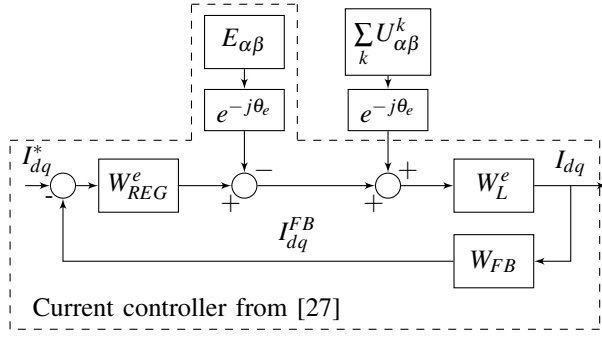 E_{αβ}
∑_k U^k_{αβ}
e^{-jθ_e}
e^{-jθ_e}
I^*_{dq}
-
W^e_{REG}
+
−
+
+
W^e_L
I_{dq}
I^{FB}_{dq}
W_{FB}
Current controller from [27]